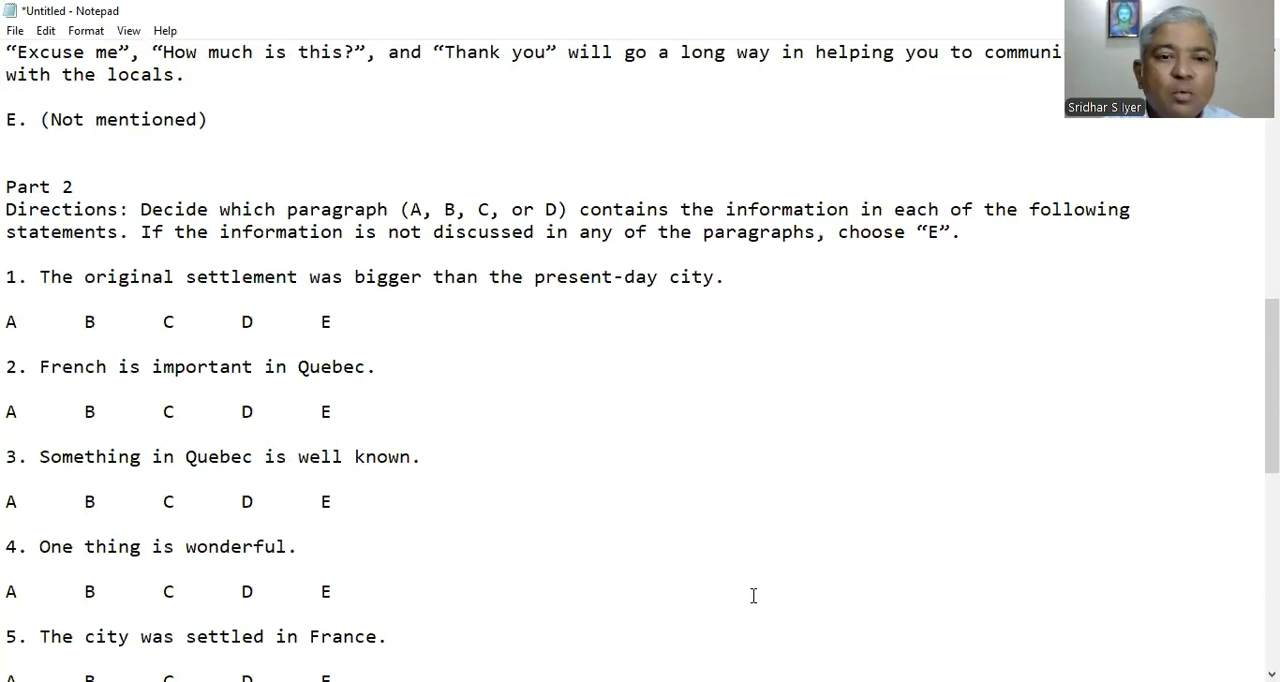 *Untitled - Notepad
File Edit Format View Help
“Excuse me”, “How much is this?”, and “Thank you” will go a long way in helping you to communi
with the locals.
E. (Not mentioned)
Part 2
Directions: Decide which paragraph (A, B, C, or D) contains the information in each of the following
statements. If the information is not discussed in any of the paragraphs, choose “E”.
1. The original settlement was bigger than the present-day city.
A B C D E
2. French is important in Quebec.
A B C D E
3. Something in Quebec is well known.
A B C D E
4. One thing is wonderful.
A B C D E
5. The city was settled in France.
A B C D E
Sridhar S Iyer